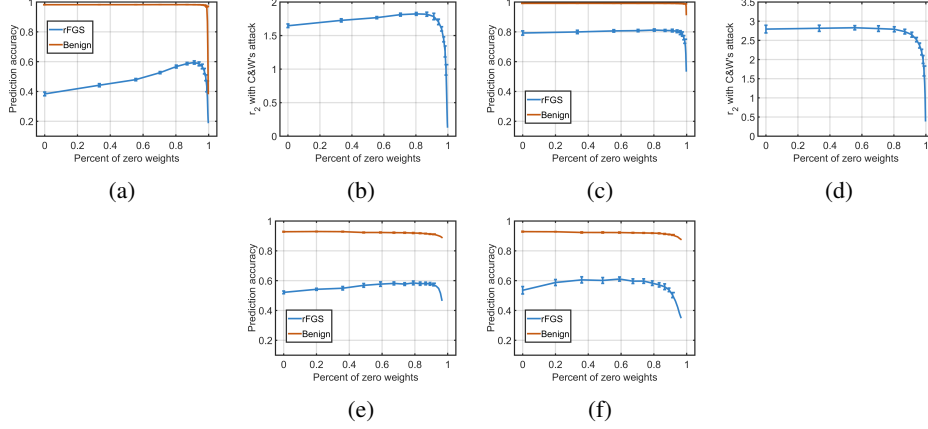 1
0.8
0.6
0.4
0.2
Prediction accuracy
rFGS
Benign
0 0.2 0.4 0.6 0.8 1
Percent of zero weights
(a)
2
1.5
1
0.5
0
r2 with C&W's attack
0 0.2 0.4 0.6 0.8 1
Percent of zero weights
(b)
1
0.8
0.6
0.4
0.2
Prediction accuracy
rFGS
Benign
0 0.2 0.4 0.6 0.8 1
Percent of zero weights
(c)
3.5
3
2.5
2
1.5
1
0.5
0
r2 with C&W's attack
0 0.2 0.4 0.6 0.8 1
Percent of zero weights
(d)
1
0.8
0.6
0.4
0.2
Prediction accuracy
rFGS
Benign
0 0.2 0.4 0.6 0.8 1
Percent of zero weights
(e)
1
0.8
0.6
0.4
0.2
Prediction accuracy
rFGS
Benign
0 0.2 0.4 0.6 0.8 1
Percent of zero weights
(f)